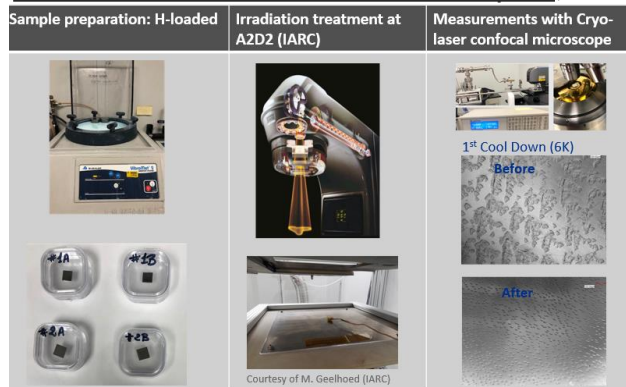 Sample preparation: H-loaded
Irradiation treatment at
A2D2 (IARC)
Measurements with Cryo-
laser confocal microscope
1st Cool Down (6K)
Before
After
#1A
#1B
#2A
#2B
Courtesy of M. Geelhoed (IARC)